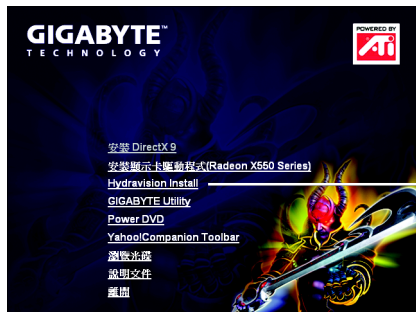 GIGABYTE™
TECHNOLOGY
POWERED BY
ATi
安裝 DirectX 9
安裝顯示卡驅動程式(Radeon X550 Series)
Hydravision Install
GIGABYTE Utility
Power DVD
Yahoo!Companion Toolbar
瀏覽光碟
說明文件
離開